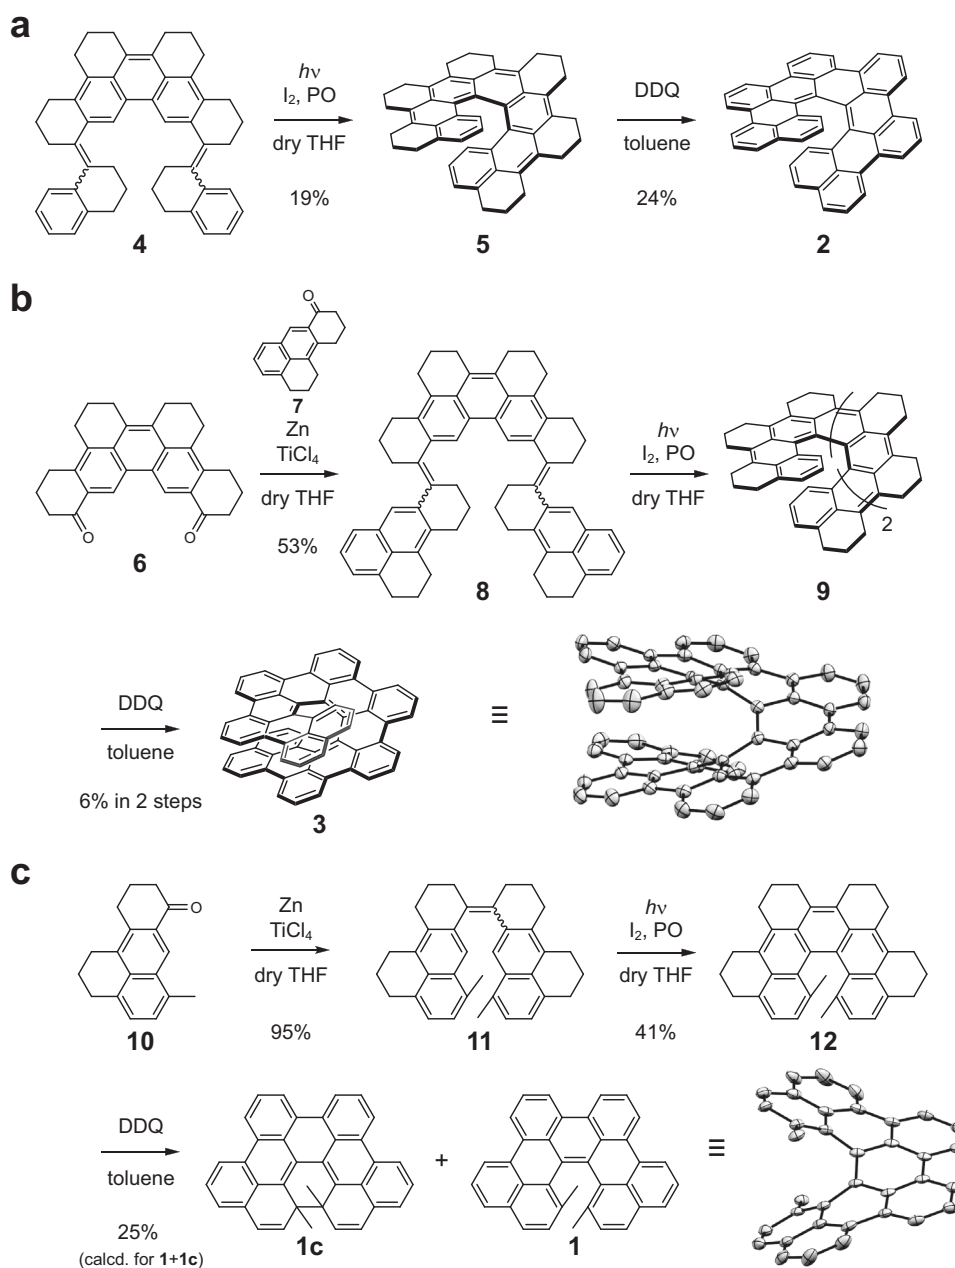 a
hν
I₂, PO
dry THF
19%
DDQ
toluene
24%
4
5
2
b
O
7
Zn
TiCl₄
dry THF
53%
O
O
6
8
hν
I₂, PO
dry THF
2
9
DDQ
toluene
6% in 2 steps
3
≡
c
O
10
Zn
TiCl₄
dry THF
95%
11
hν
I₂, PO
dry THF
41%
12
DDQ
toluene
25%
(calcd. for 1+1c)
1c
+
1
≡